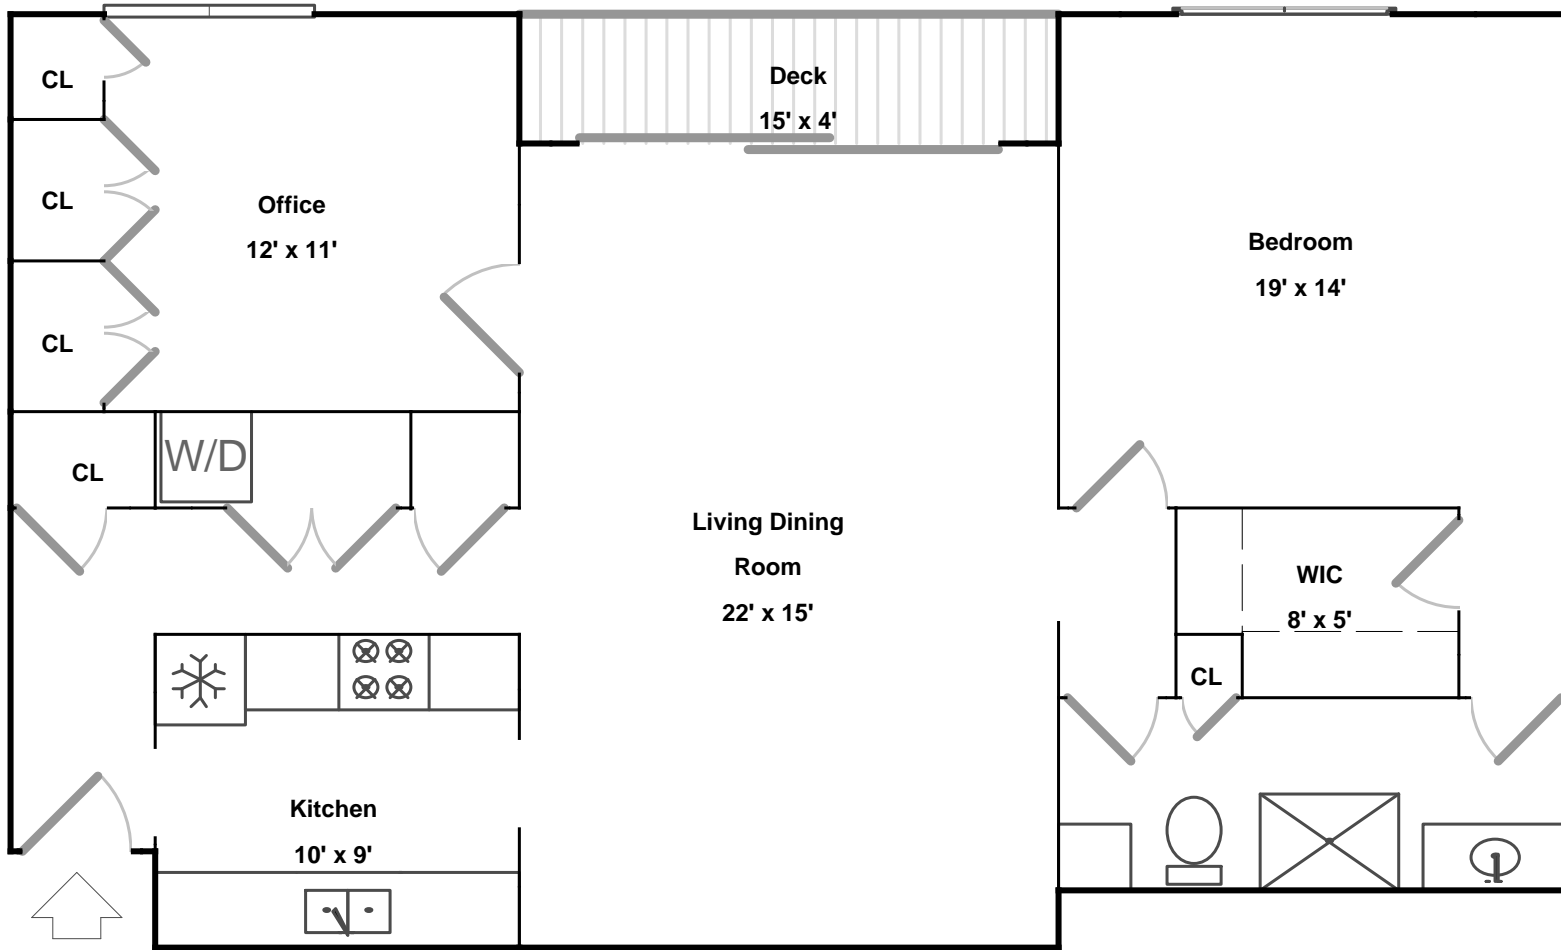 CL
Deck
15' x 4'
CL
Office
12' x 11'
Bedroom
19' x 14'
CL
CL
W/D
Living Dining
Room
22' x 15'
WIC
8' x 5'
CL
Kitchen
10' x 9'